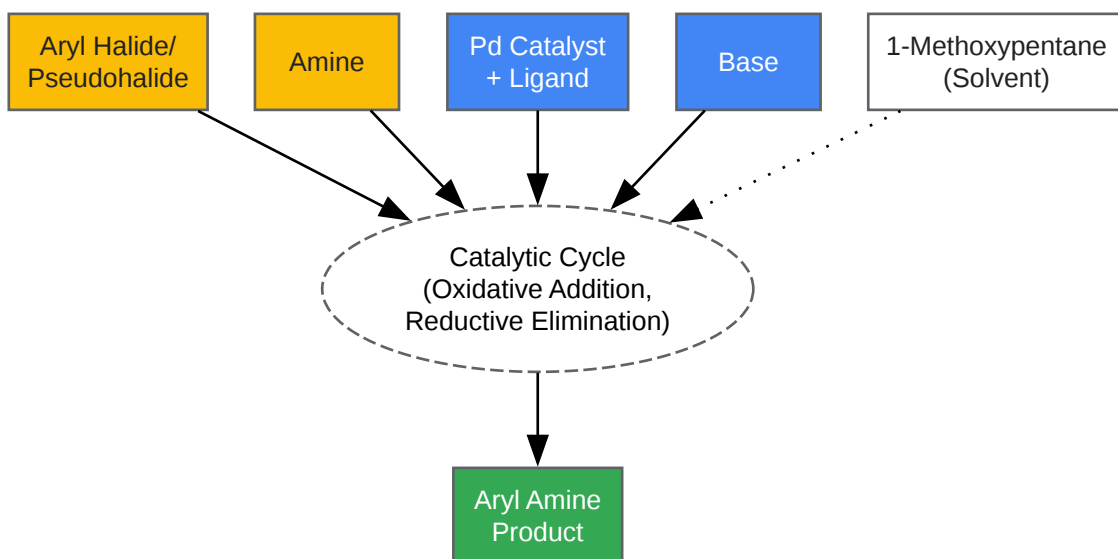 Aryl Halide/
Pseudohalide
Amine
Pd Catalyst
+ Ligand
Base
1-Methoxypentane
(Solvent)
Catalytic Cycle
(Oxidative Addition,
Reductive Elimination)
Aryl Amine
Product